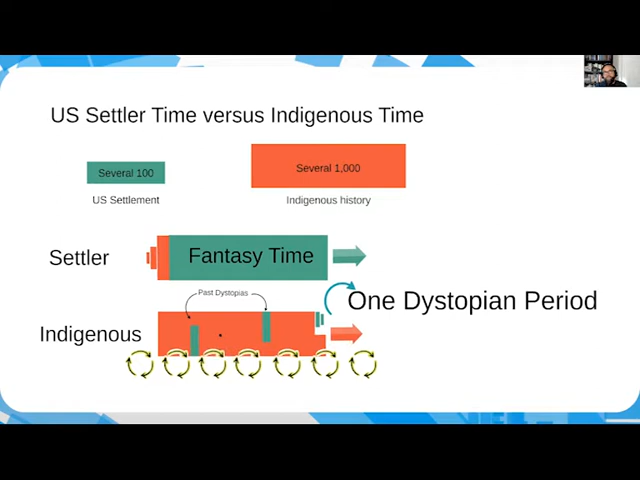 US Settler Time versus Indigenous Time
Several 100
Several 1,000
US Settlement
Indigenous history
Settler
Fantasy Time
Past Dystopias
One Dystopian Period
Indigenous